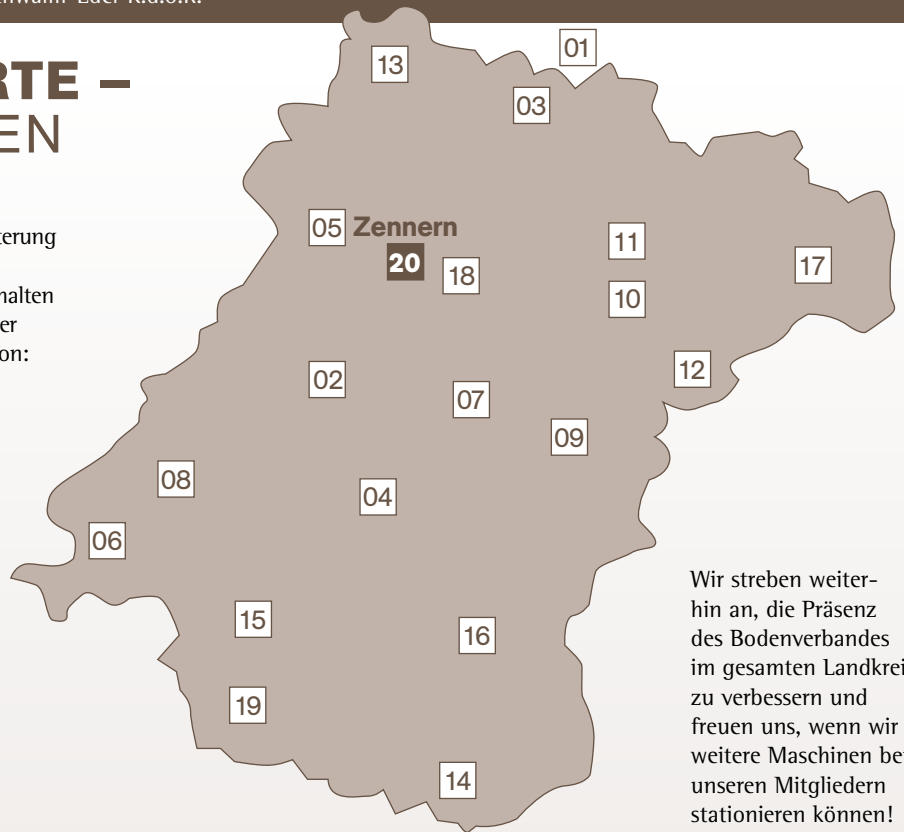 K.d.ö.R.
RTE –
EN
terung
alten
er
on:
13
01
03
05 Zennern
20
18
11
17
10
12
02
07
09
08
04
06
15
16
19
14
Wir streben weiter-
hin an, die Präsenz
des Bodenverbandes
im gesamten Landkrei
zu verbessern und
freuen uns, wenn wir
weitere Maschinen be
unseren Mitgliedern
stationieren können!